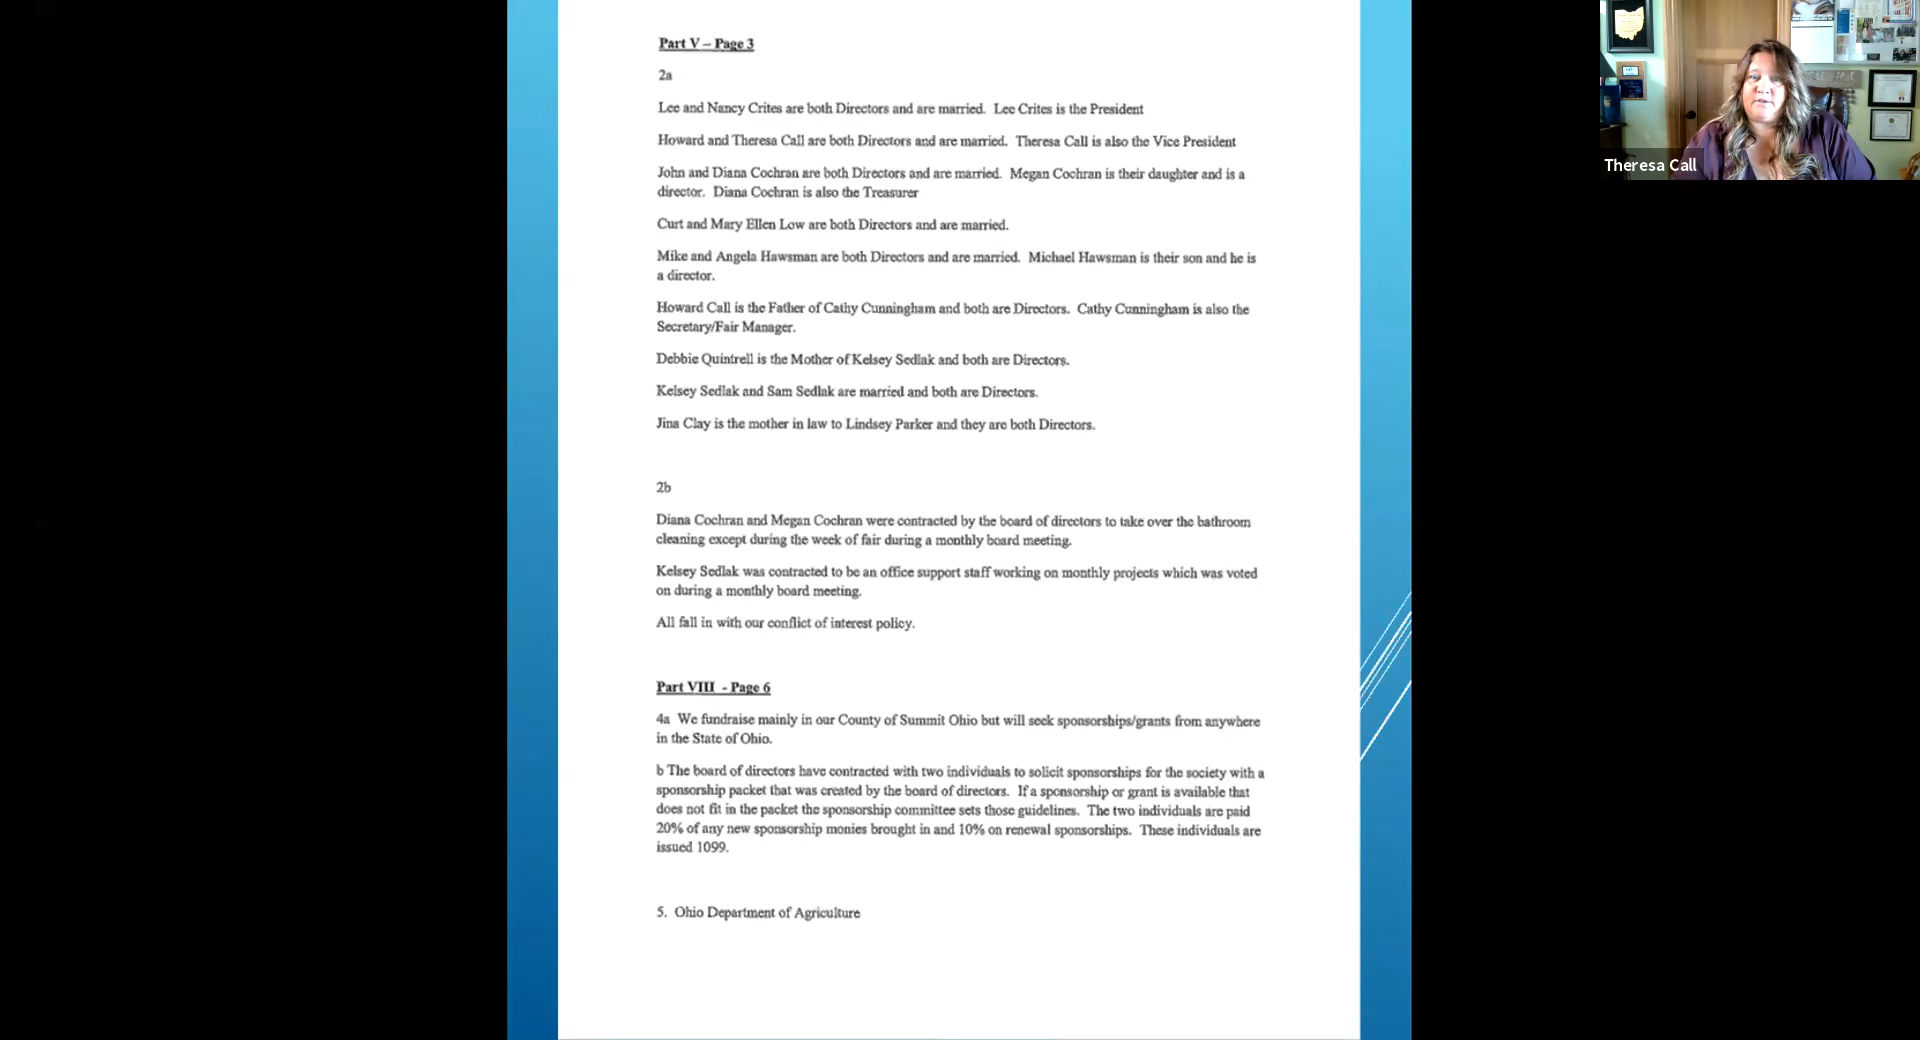 Part V – Page 3
2a
Lee and Nancy Crites are both Directors and are married.  Lee Crites is the President
Howard and Theresa Call are both Directors and are married.  Theresa Call is also the Vice President
John and Diana Cochran are both Directors and are married.  Megan Cochran is their daughter and is a
director.  Diana Cochran is also the Treasurer
Curt and Mary Ellen Low are both Directors and are married.
Mike and Angela Hawsman are both Directors and are married.  Michael Hawsman is their son and he is
a director.
Howard Call is the Father of Cathy Cunningham and both are Directors.  Cathy Cunningham is also the
Secretary/Fair Manager.
Debbie Quintrell is the Mother of Kelsey Sedlak and both are Directors.
Kelsey Sedlak and Sam Sedlak are married and both are Directors.
Jina Clay is the mother in law to Lindsey Parker and they are both Directors.
2b
Diana Cochran and Megan Cochran were contracted by the board of directors to take over the bathroom
cleaning except during the week of fair during a monthly board meeting.
Kelsey Sedlak was contracted to be an office support staff working on monthly projects which was voted
on during a monthly board meeting.
All fall in with our conflict of interest policy.
Part VIII  - Page 6
4a  We fundraise mainly in our County of Summit Ohio but will seek sponsorships/grants from anywhere
in the State of Ohio.
b The board of directors have contracted with two individuals to solicit sponsorships for the society with a
sponsorship packet that was created by the board of directors.  If a sponsorship or grant is available that
does not fit in the packet the sponsorship committee sets those guidelines.  The two individuals are paid
20% of any new sponsorship monies brought in and 10% on renewal sponsorships.  These individuals are
issued 1099.
5.  Ohio Department of Agriculture
Theresa Call